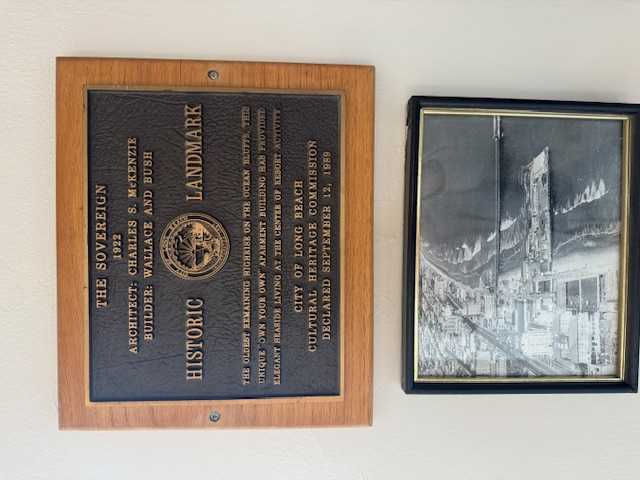 THE SOVEREIGN
1922
ARCHITECT: CHARLES S. McKENZIE
BUILDER: WALLACE AND BUSH
HISTORIC LANDMARK
THE OLDEST REMAINING HIGHRISE ON THE OCEAN BLUFFS, THIS
UNIQUE "OWN YOUR OWN" APARMENT BUILDING HAS PROVIDED
ELEGANT SEASIDE LIVING AT THE CENTER OF RESORT ACTIVITY
CITY OF LONG BEACH
CULTURAL HERITAGE COMMISSION
DECLARED SEPTEMBER 12, 1989